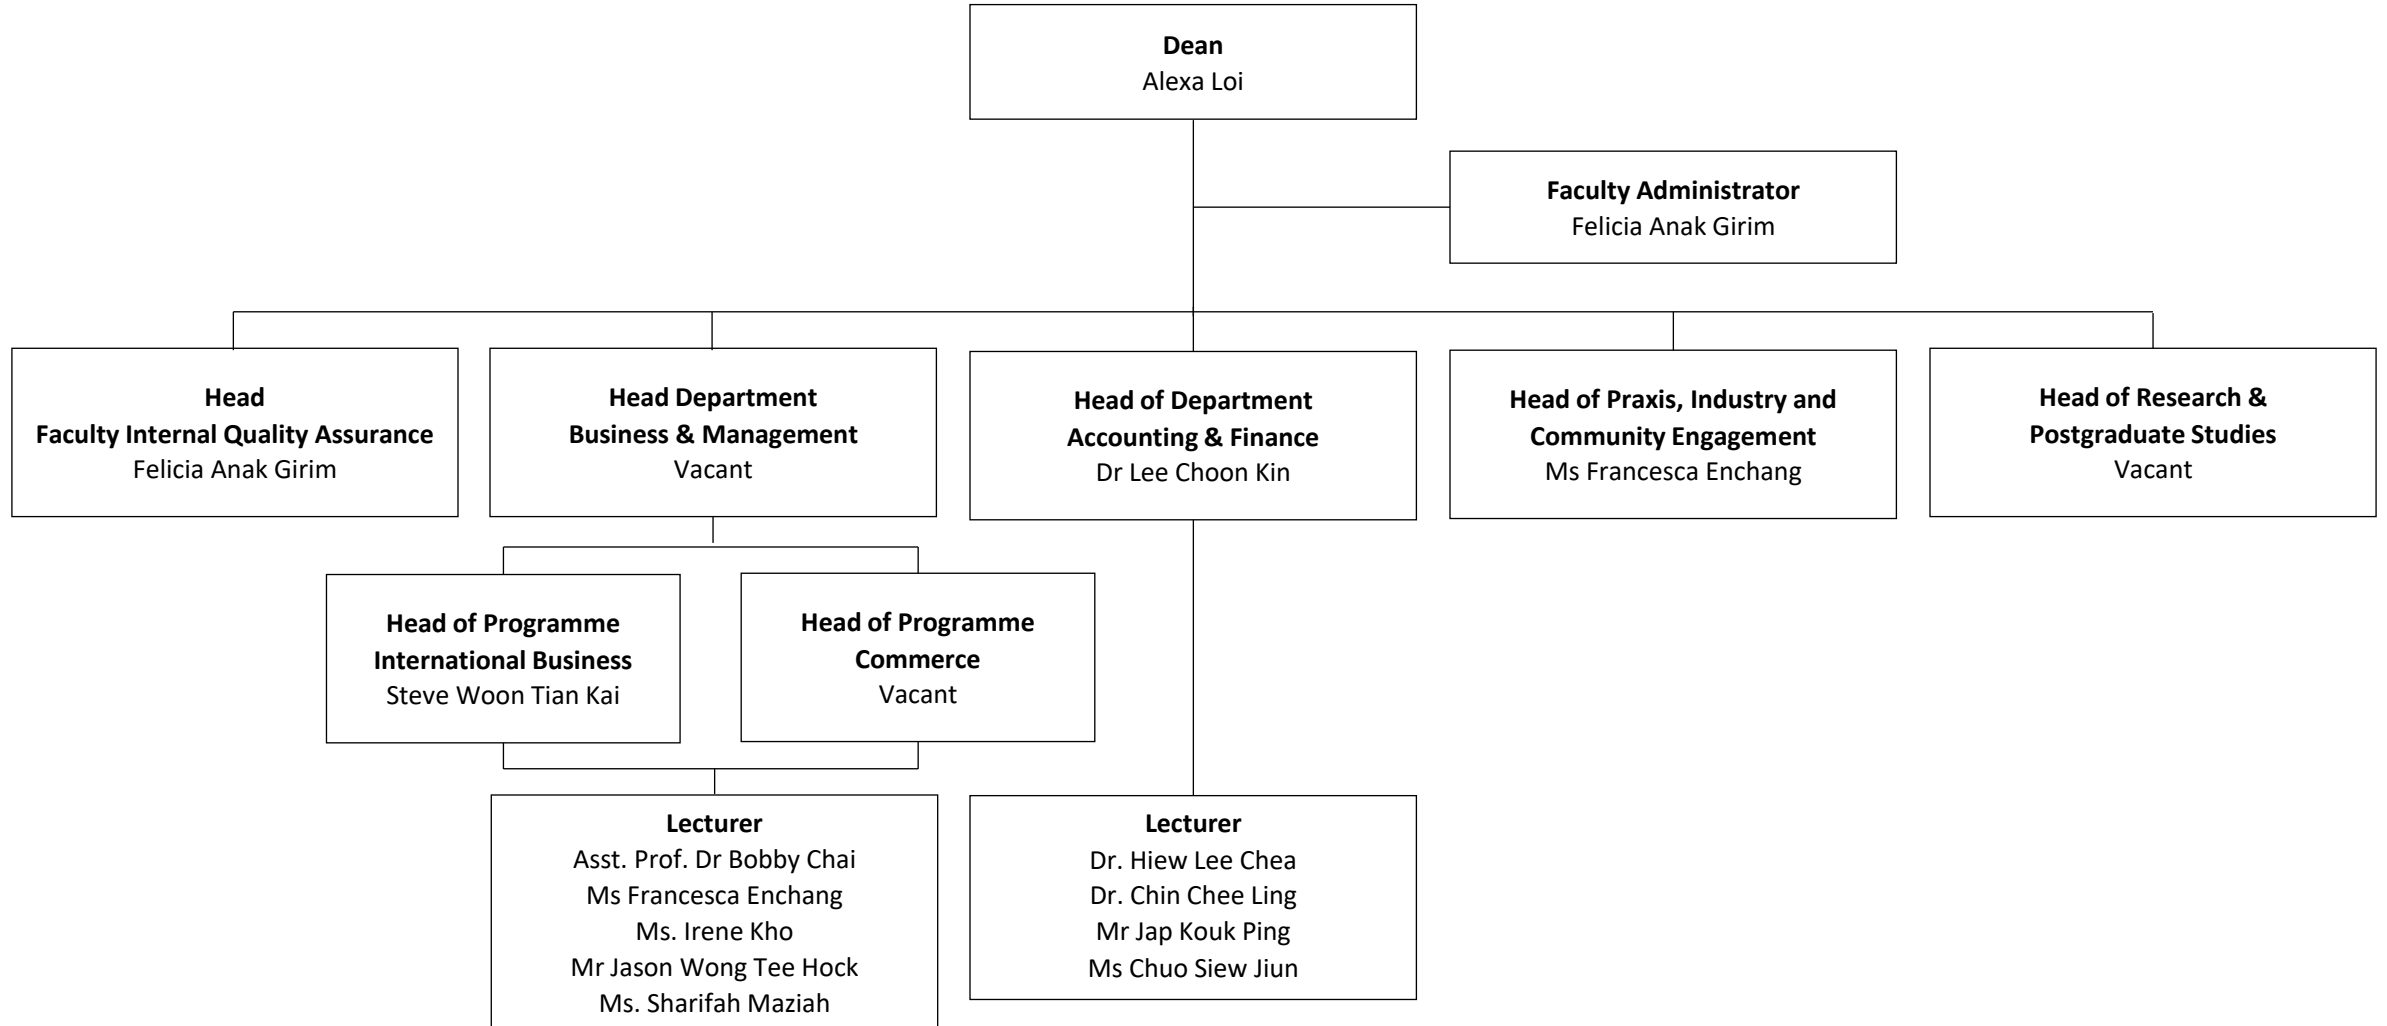 Dean
Alexa Loi
Faculty Administrator
Felicia Anak Girim
Head
Faculty Internal Quality Assurance
Felicia Anak Girim
Head Department
Business & Management
Vacant
Head of Department
Accounting & Finance
Dr Lee Choon Kin
Head of Praxis, Industry and
Community Engagement
Ms Francesca Enchang
Head of Research &
Postgraduate Studies
Vacant
Head of Programme
International Business
Steve Woon Tian Kai
Head of Programme
Commerce
Vacant
Lecturer
Asst. Prof. Dr Bobby Chai
Ms Francesca Enchang
Ms. Irene Kho
Mr Jason Wong Tee Hock
Ms. Sharifah Maziah
Lecturer
Dr. Hiew Lee Chea
Dr. Chin Chee Ling
Mr Jap Kouk Ping
Ms Chuo Siew Jiun